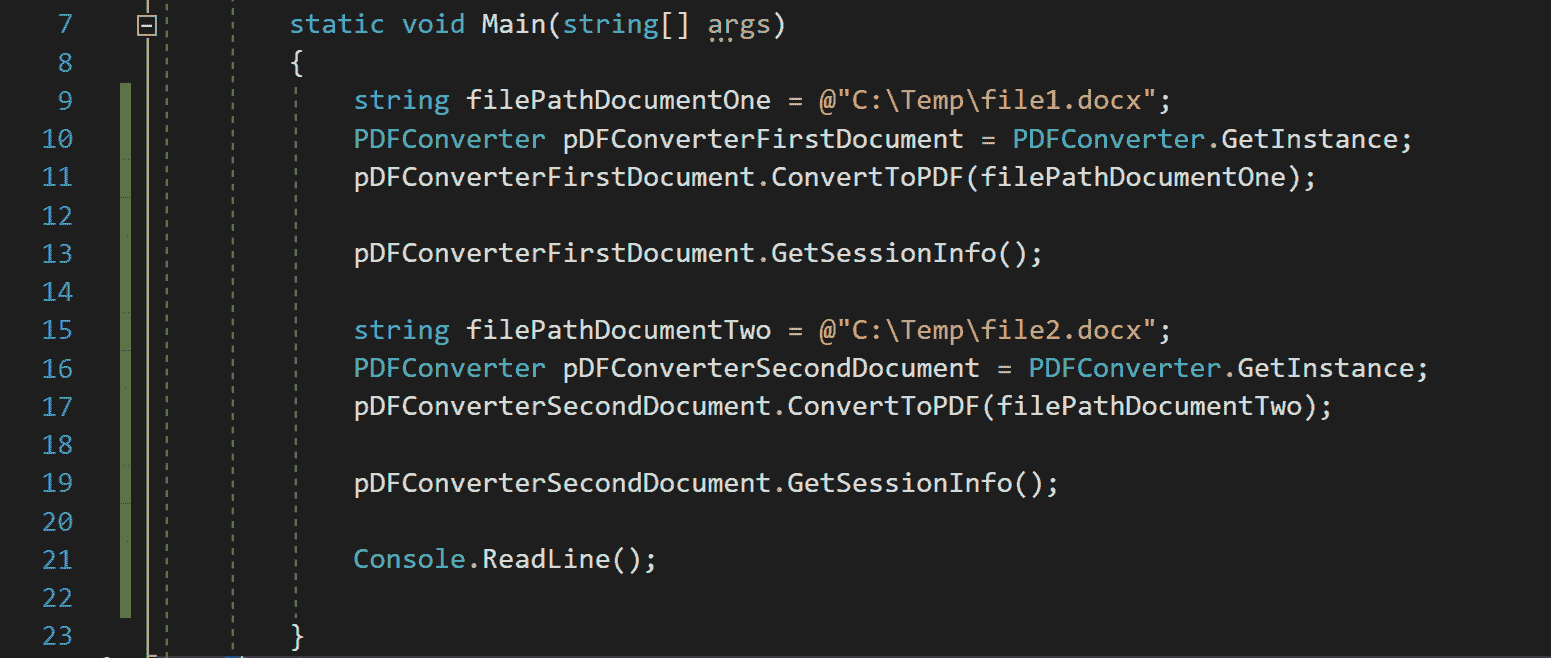 7 static void Main(string[] args)
8 {
9 string filePathDocumentOne = @"C:\Temp\file1.docx";
10 PDFConverter pDFConverterFirstDocument = PDFConverter.GetInstance;
11 pDFConverterFirstDocument.ConvertToPDF(filePathDocumentOne);
12
13 pDFConverterFirstDocument.GetSessionInfo();
14
15 string filePathDocumentTwo = @"C:\Temp\file2.docx";
16 PDFConverter pDFConverterSecondDocument = PDFConverter.GetInstance;
17 pDFConverterSecondDocument.ConvertToPDF(filePathDocumentTwo);
18
19 pDFConverterSecondDocument.GetSessionInfo();
20
21 Console.ReadLine();
22
23 }